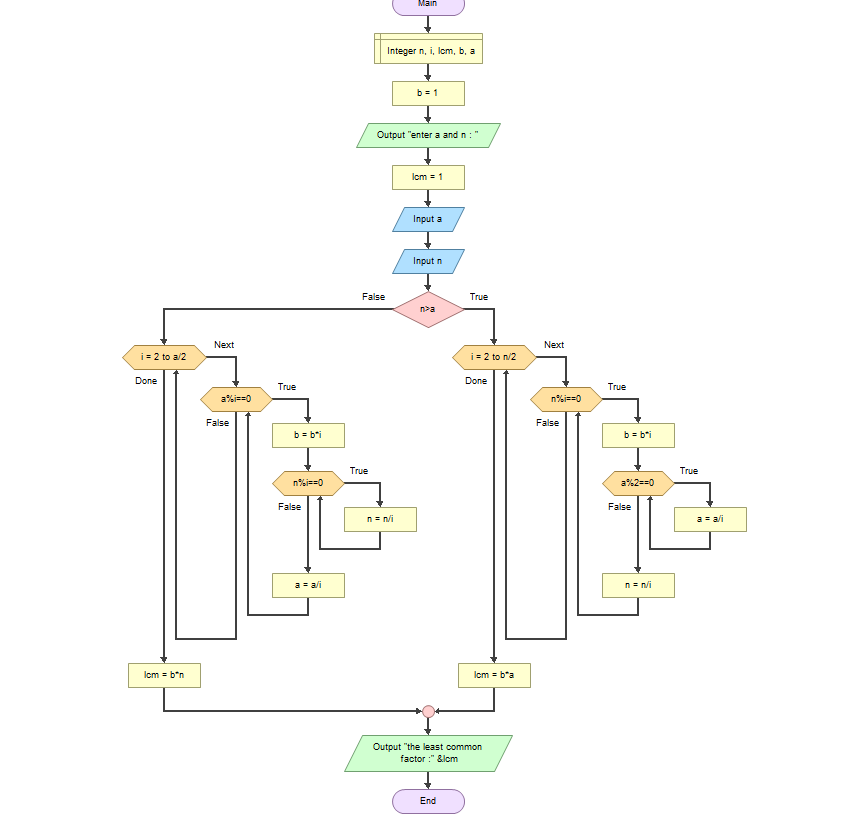 Main
Integer n, i, lcm, b, a
b = 1
Output "enter a and n : "
lcm = 1
Input a
Input n
False
True
n>a
Next
Next
i = 2 to a/2
i = 2 to n/2
Done
True
Done
True
a%i==0
n%i==0
False
False
b = b*i
b = b*i
True
True
n%i==0
a%2==0
False
False
n = n/i
a = a/i
a = a/i
n = n/i
lcm = b*n
lcm = b*a
Output "the least common
factor :" &lcm
End